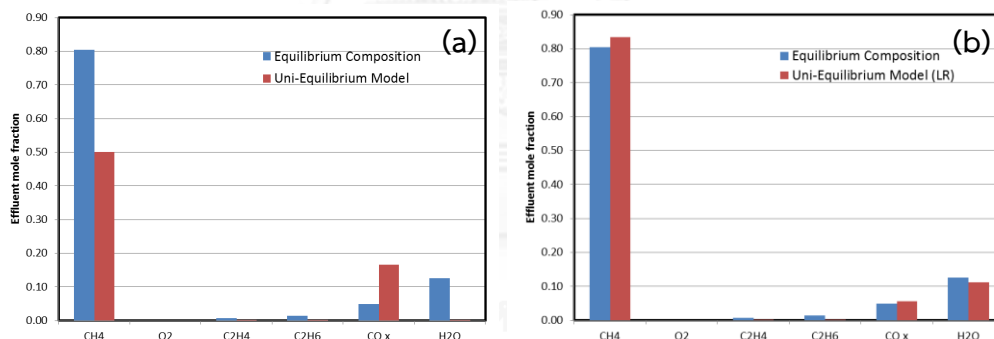 0.90
0.80
0.70
0.60
0.50
0.40
0.30
0.20
0.10
0.00
Effluent mole fraction
(a)
Equilibrium Composition
Uni-Equilibrium Model
CH4 O2 C2H4 C2H6 CO x H2O
0.90
0.80
0.70
0.60
0.50
0.40
0.30
0.20
0.10
0.00
Effluent mole fraction
(b)
Equilibrium Composition
Uni-Equilibrium Model (LR)
CH4 O2 C2H4 C2H6 CO x H2O